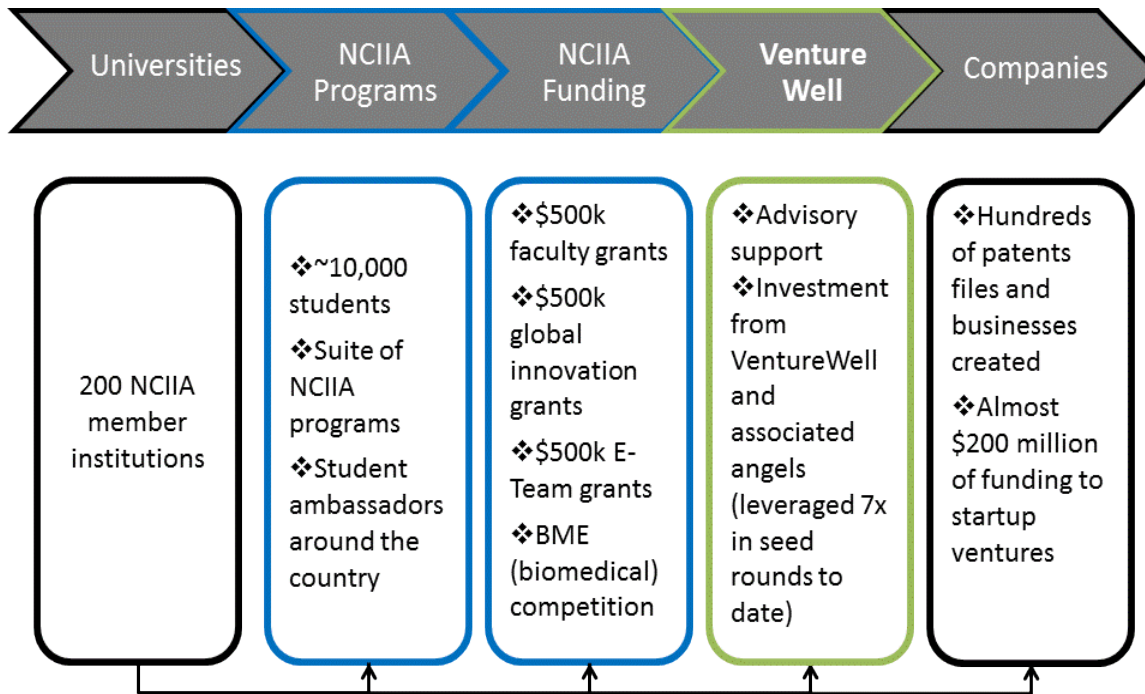 Universities
NCIIA
Programs
NCIIA
Funding
Venture
Well
Companies
200 NCIIA
member
institutions
❖~10,000
students
❖Suite of
NCIIA
programs
❖Student
ambassadors
around the
country
❖$500k
faculty grants
❖$500k
global
innovation
grants
❖$500k E-
Team grants
❖BME
(biomedical)
competition
❖Advisory
support
❖Investment
from
VentureWell
and
associated
angels
(leveraged 7x
in seed
rounds to
date)
❖Hundreds
of patents
files and
businesses
created
❖Almost
$200 million
of funding to
startup
ventures